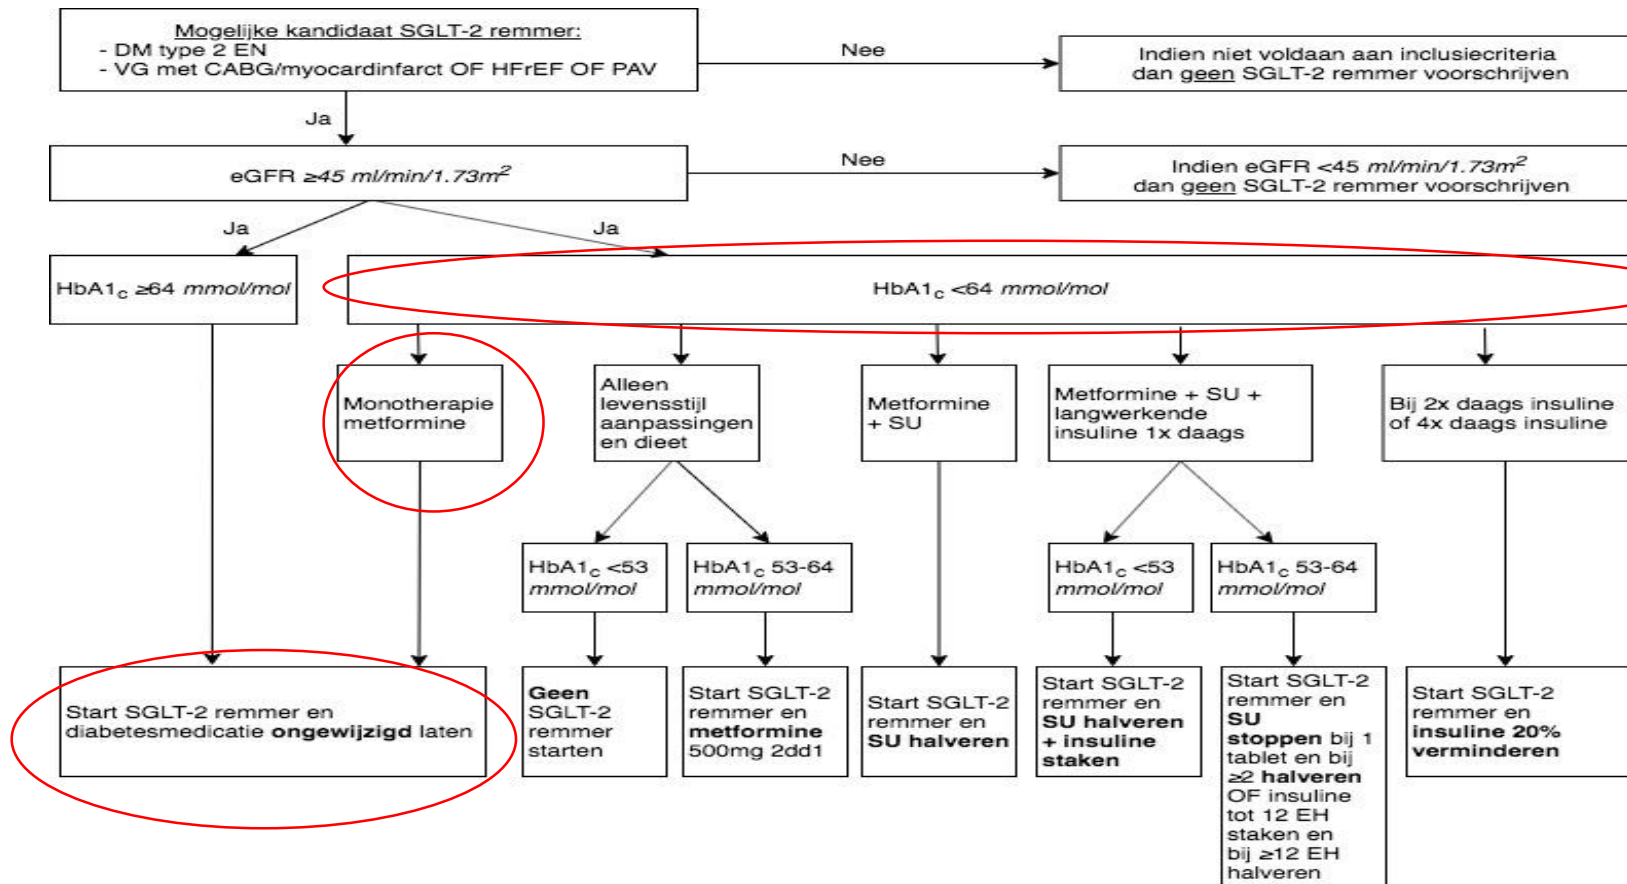 Mogelijke kandidaat SGLT-2 remmer:
- DM type 2 EN
- VG met CABG/myocardinfarct OF HFrEF OF PAV
Nee
Indien niet voldaan aan inclusiecriteria
dan geen SGLT-2 remmer voorschrijven
Ja
eGFR ≥45 ml/min/1.73m²
Nee
Indien eGFR <45 ml/min/1.73m²
dan geen SGLT-2 remmer voorschrijven
Ja
Ja
HbA1c ≥64 mmol/mol
HbA1c <64 mmol/mol
Monotherapie
metformine
Alleen
levensstijl
aanpassingen
en dieet
Metformine
+ SU
Metformine + SU +
langwerkende
insuline 1x daags
Bij 2x daags insuline
of 4x daags insuline
HbA1c <53
mmol/mol
HbA1c 53-64
mmol/mol
HbA1c <53
mmol/mol
HbA1c 53-64
mmol/mol
Start SGLT-2 remmer en
diabetesmedicatie ongewijzigd laten
Geen
SGLT-2
remmer
starten
Start SGLT-2
remmer en
metformine
500mg 2dd1
Start SGLT-2
remmer en
SU halveren
Start SGLT-2
remmer en
SU halveren
+ insuline
staken
Start SGLT-2
remmer en
SU
stoppen bij 1
tablet en bij
≥2 halveren
OF insuline
tot 12 EH
staken en
bij ≥12 EH
halveren
Start SGLT-2
remmer en
insuline 20%
verminderen